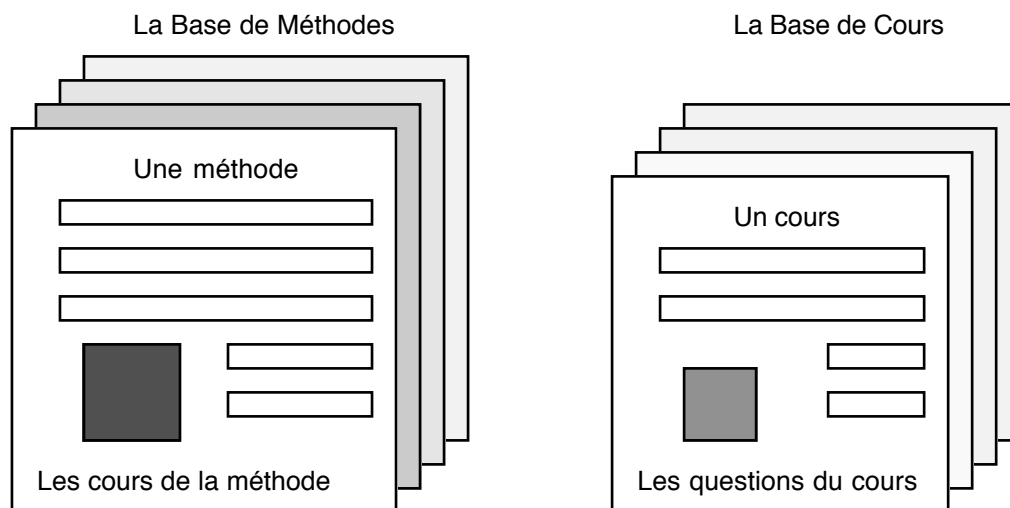 La Base de Méthodes
La Base de Cours
Une méthode
Un cours
Les cours de la méthode
Les questions du cours